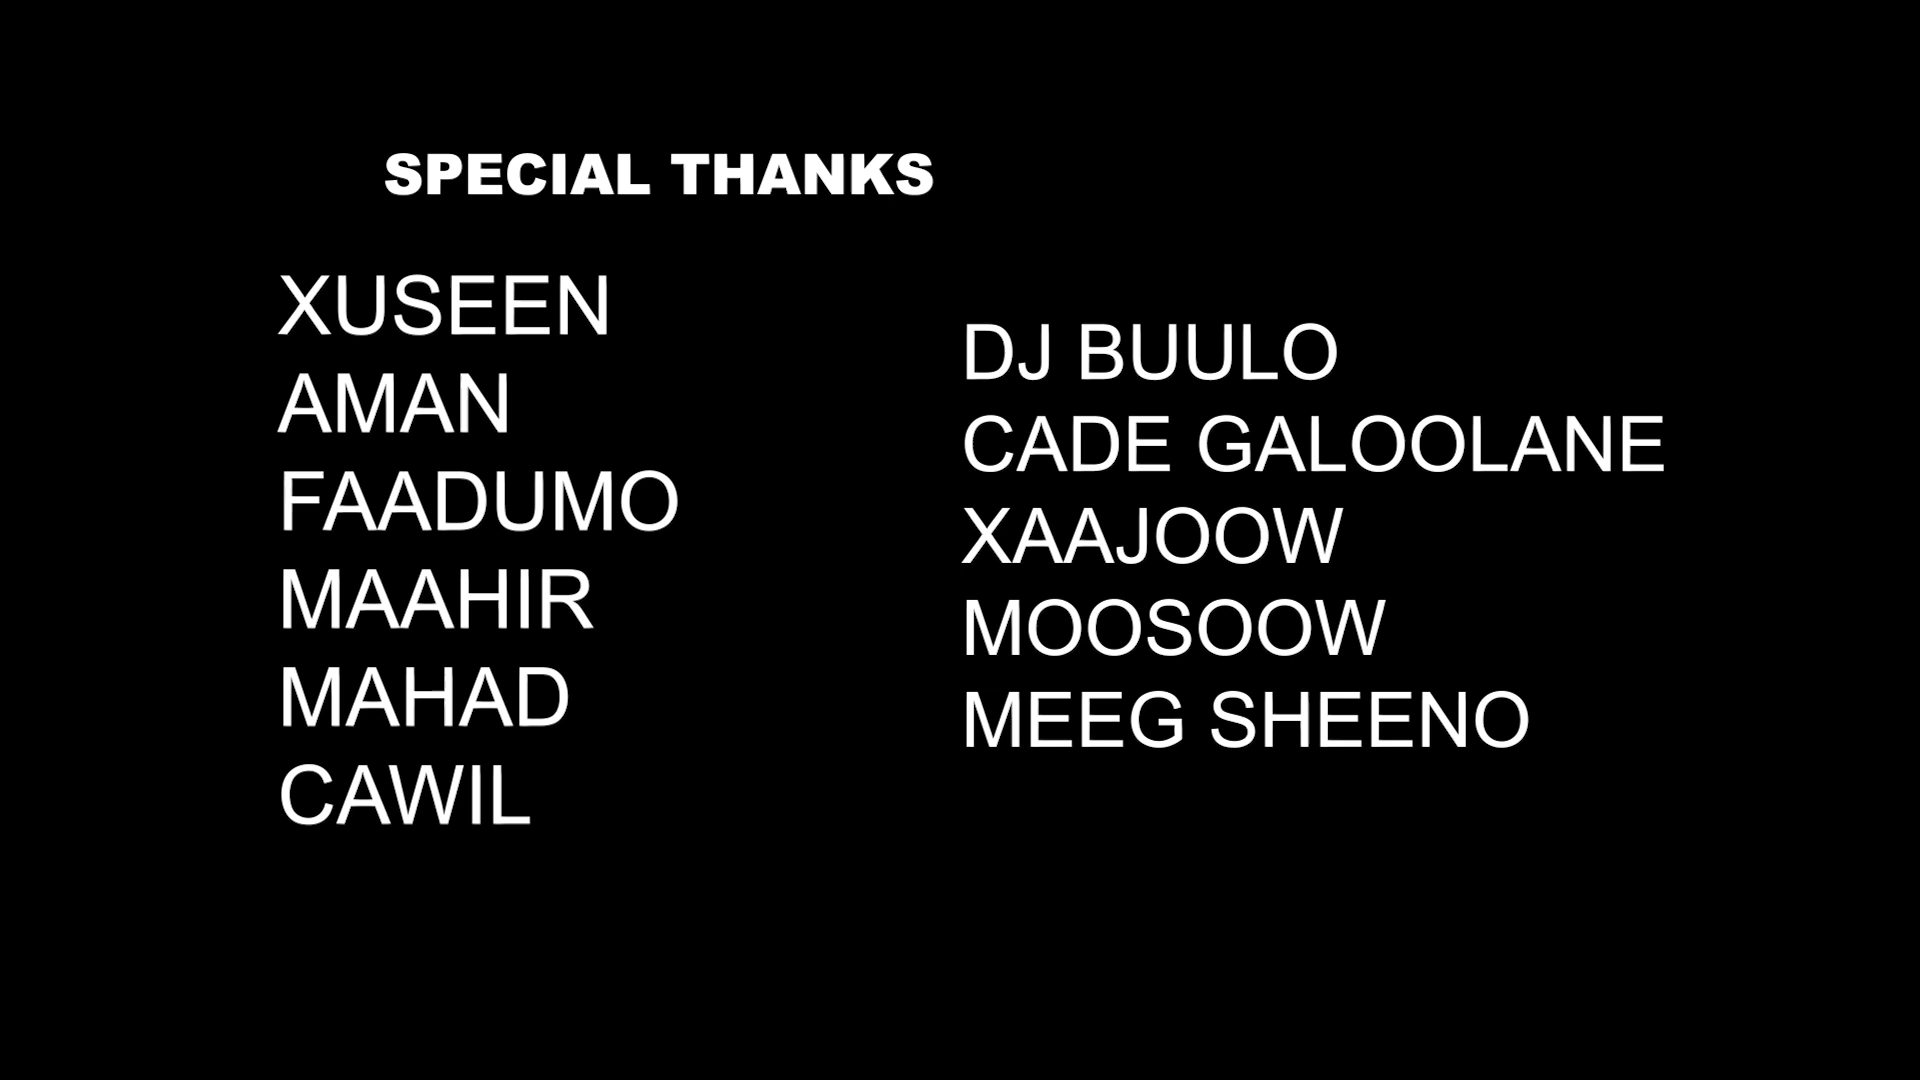 SPECIAL THANKS
XUSEEN
AMAN
FAADUMO
MAAHIR
MAHAD
CAWIL
DJ BUULO
CADE GALOOLANE
XAAJOOW
MOOSOOW
MEEG SHEENO